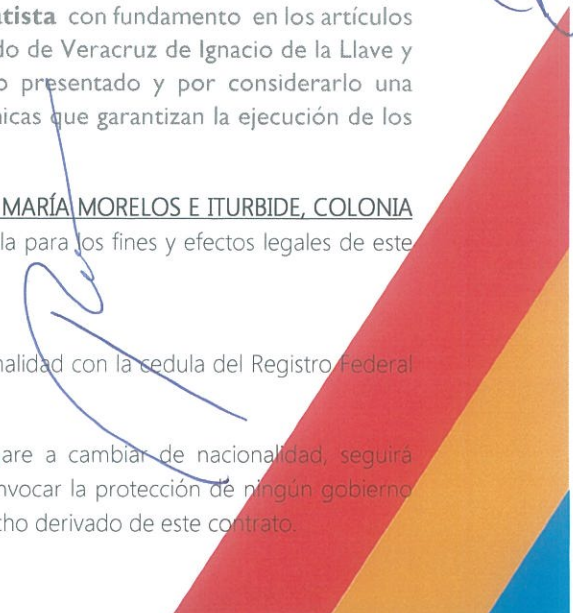 atista con fundamento en los artículos
do de Veracruz de Ignacio de la Llave y
o presentado y por considerarlo una
nicas que garantizan la ejecución de los
MARÍA MORELOS E ITURBIDE, COLONIA
la para los fines y efectos legales de este
nalidad con la cedula del Registro Federal
are a cambiar de nacionalidad, seguirá
nvocar la protección de ningún gobierno
cho derivado de este contrato.